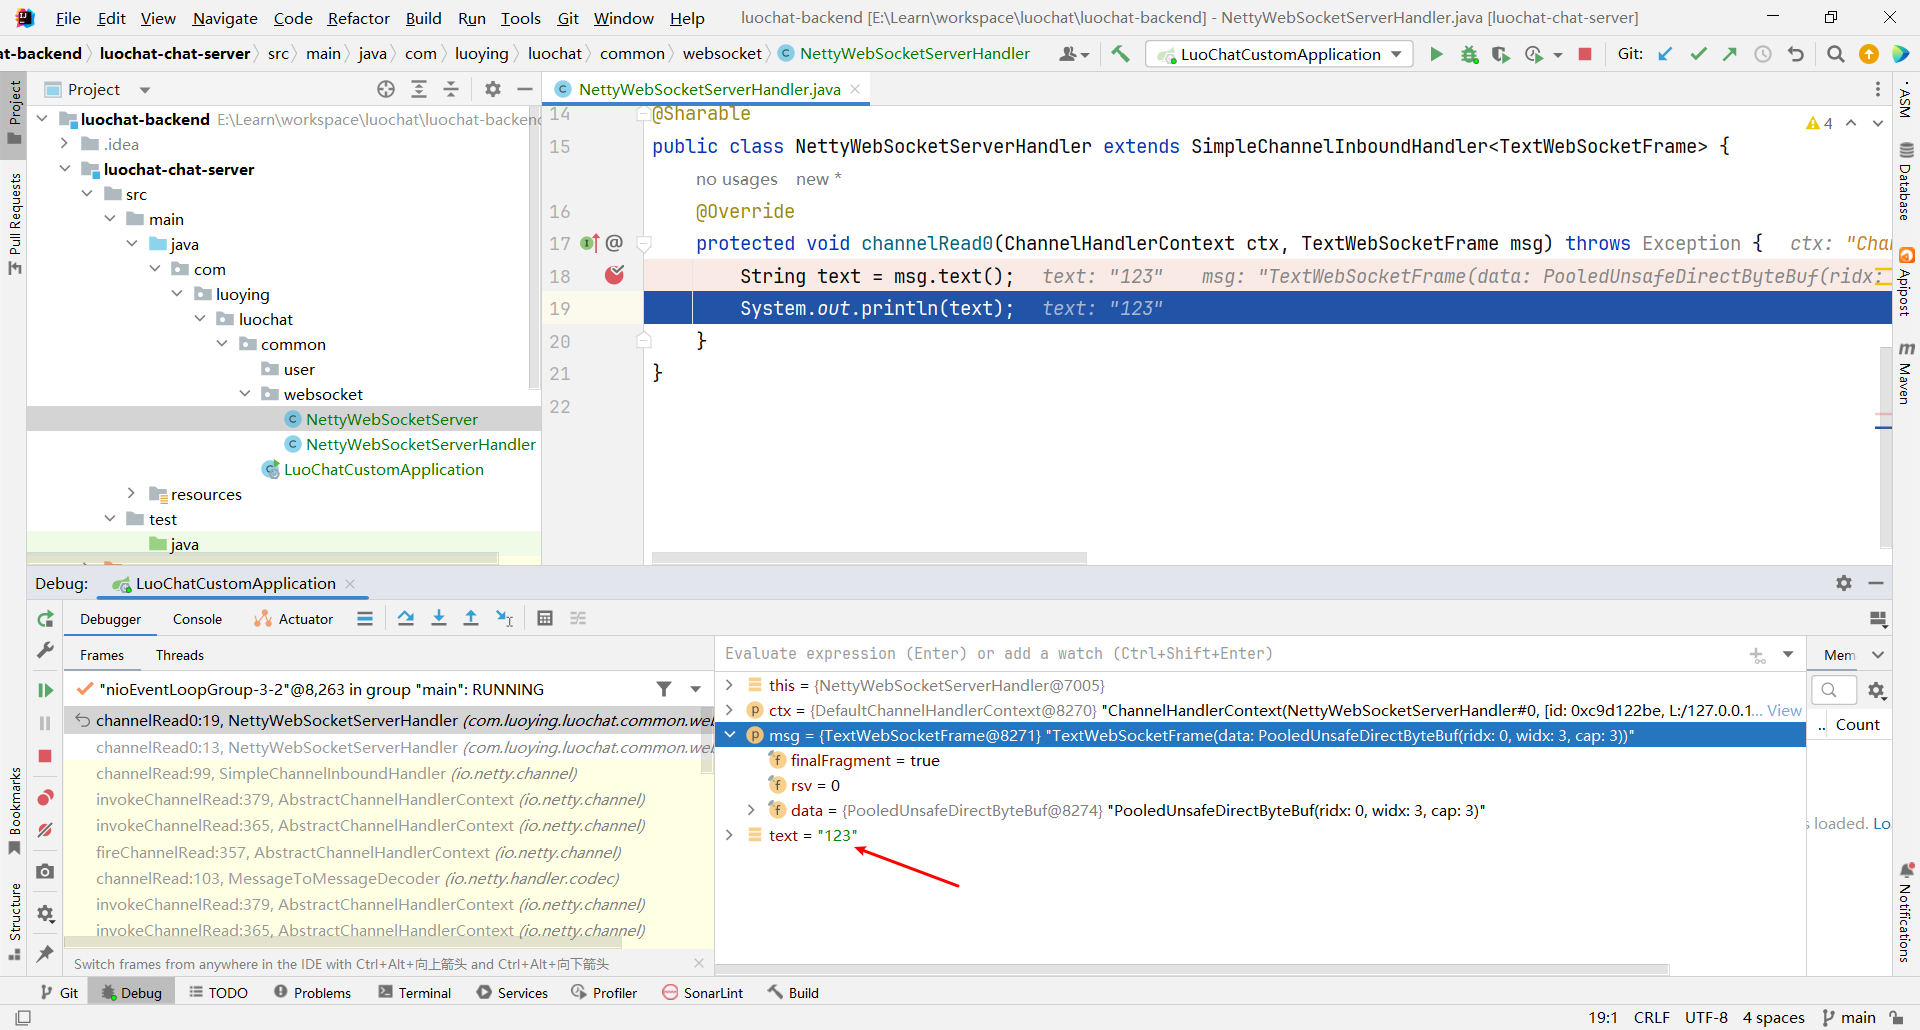 File Edit View Navigate Code Refactor Build Run Tools Git Window Help luochat-backend [E:\Learn\workspace\luochat\luochat-backend] - NettyWebSocketServerHandler.java [luochat-chat-server]
at-backend luochat-chat-server src main java com luoying luochat common websocket NettyWebSocketServerHandler LuoChatCustomApplication Git:
Project
NettyWebSocketServerHandler.java
luochat-backend E:\Learn\workspace\luochat\luochat-backend
.idea
luochat-chat-server
src
main
java
com
luoying
luochat
common
user
websocket
NettyWebSocketServer
NettyWebSocketServerHandler
LuoChatCustomApplication
resources
test
java
14 @Sharable
4
15 public class NettyWebSocketServerHandler extends SimpleChannelInboundHandler<TextWebSocketFrame> {
no usages new *
16 @Override
17 @ protected void channelRead0(ChannelHandlerContext ctx, TextWebSocketFrame msg) throws Exception { ctx: "Cha
18 String text = msg.text(); text: "123" msg: "TextWebSocketFrame(data: PooledUnsafeDirectByteBuf(ridx:
19 System.out.println(text); text: "123"
20 }
21 }
22
Project
Pull Requests
Bookmarks
Structure
ASM
Database
Apipost
Maven
Notifications
Debug: LuoChatCustomApplication
Debugger Console Actuator
Frames Threads
"nioEventLoopGroup-3-2"@8,263 in group "main": RUNNING
channelRead0:19, NettyWebSocketServerHandler (com.luoying.luochat.common.we
channelRead0:13, NettyWebSocketServerHandler (com.luoying.luochat.common.we
channelRead:99, SimpleChannelInboundHandler (io.netty.channel)
invokeChannelRead:379, AbstractChannelHandlerContext (io.netty.channel)
invokeChannelRead:365, AbstractChannelHandlerContext (io.netty.channel)
fireChannelRead:357, AbstractChannelHandlerContext (io.netty.channel)
channelRead:103, MessageToMessageDecoder (io.netty.handler.codec)
invokeChannelRead:379, AbstractChannelHandlerContext (io.netty.channel)
invokeChannelRead:365, AbstractChannelHandlerContext (io.netty.channel)
Switch frames from anywhere in the IDE with Ctrl+Alt+向上箭头 and Ctrl+Alt+向下箭头
Evaluate expression (Enter) or add a watch (Ctrl+Shift+Enter)
this = {NettyWebSocketServerHandler@7005}
ctx = {DefaultChannelHandlerContext@8270} "ChannelHandlerContext(NettyWebSocketServerHandler#0, [id: 0xc9d122be, L:/127.0.0.1... View
msg = {TextWebSocketFrame@8271} "TextWebSocketFrame(data: PooledUnsafeDirectByteBuf(ridx: 0, widx: 3, cap: 3))"
finalFragment = true
rsv = 0
data = {PooledUnsafeDirectByteBuf@8274} "PooledUnsafeDirectByteBuf(ridx: 0, widx: 3, cap: 3)"
text = "123"
Mem
.. Count
s loaded. Lo
Git Debug TODO Problems Terminal Services Profiler SonarLint Build
19:1 CRLF UTF-8 4 spaces main